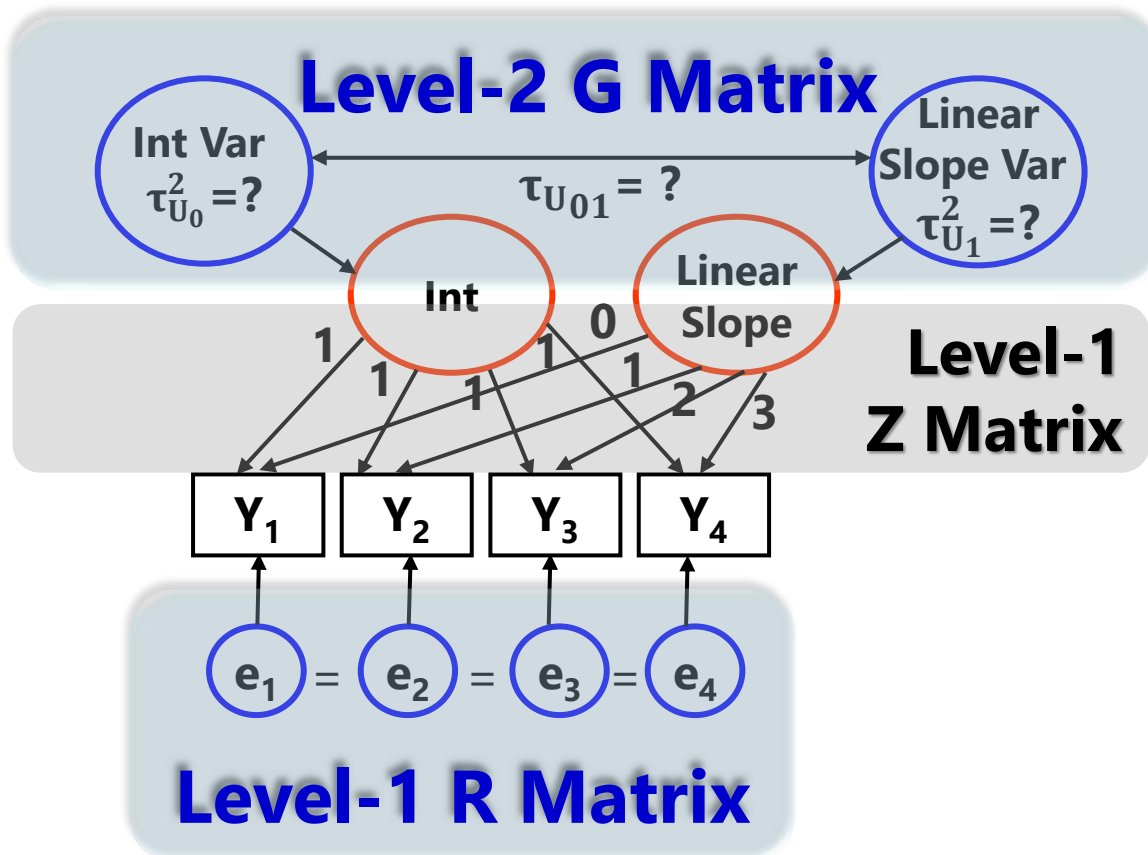 Level-2 G Matrix
Int Var
τ²U₀ =?
τU₀₁ = ?
Linear
Slope Var
τ²U₁ =?
Int
Linear
Slope
1
1
1
1
0
1
2
3
Level-1
Z Matrix
Y₁
Y₂
Y₃
Y₄
e₁ = e₂ = e₃ = e₄
Level-1 R Matrix